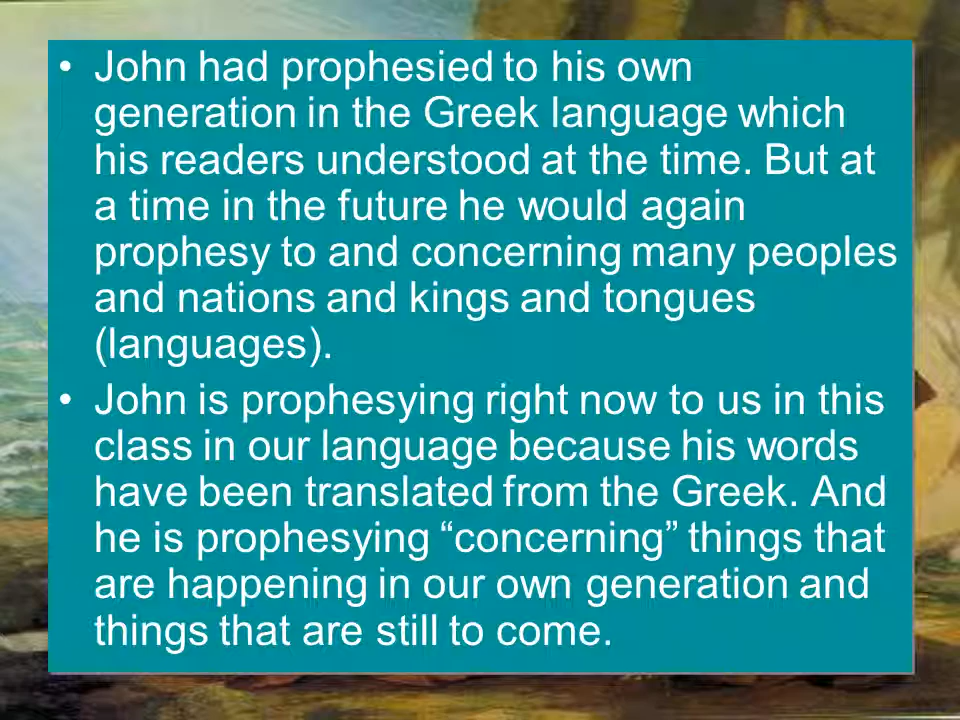 • John had prophesied to his own
generation in the Greek language which
his readers understood at the time. But at
a time in the future he would again
prophesy to and concerning many peoples
and nations and kings and tongues
(languages).
• John is prophesying right now to us in this
class in our language because his words
have been translated from the Greek. And
he is prophesying “concerning” things that
are happening in our own generation and
things that are still to come.